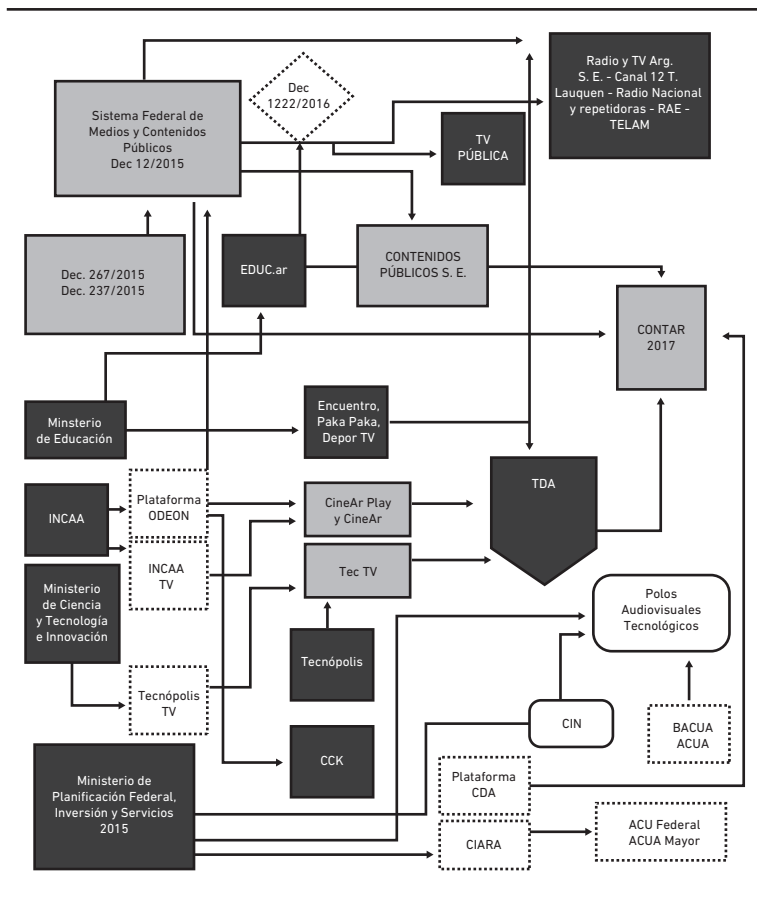 Radio y TV Arg.
S. E. - Canal 12 T.
Lauquen - Radio Nacional
y repetidoras - RAE -
TELAM
Dec
1222/2016
Sistema Federal de
Medios y Contenidos
Públicos
Dec 12/2015
TV
PÚBLICA
Dec. 267/2015
Dec. 237/2015
EDUC.ar
CONTENIDOS
PÚBLICOS S. E.
CONTAR
2017
Minsterio
de Educación
Encuentro,
Paka Paka,
Depor TV
TDA
INCAA
Plataforma
ODEON
CineAr Play
y CineAr
INCAA
TV
Tec TV
Ministerio
de Ciencia
y Tecnología
e Innovación
Polos
Audiovisuales
Tecnológicos
Tecnópolis
Tecnópolis
TV
CIN
BACUA
ACUA
CCK
Ministerio de
Planificación Federal,
Inversión y Servicios
2015
Plataforma
CDA
CIARA
ACU Federal
ACUA Mayor